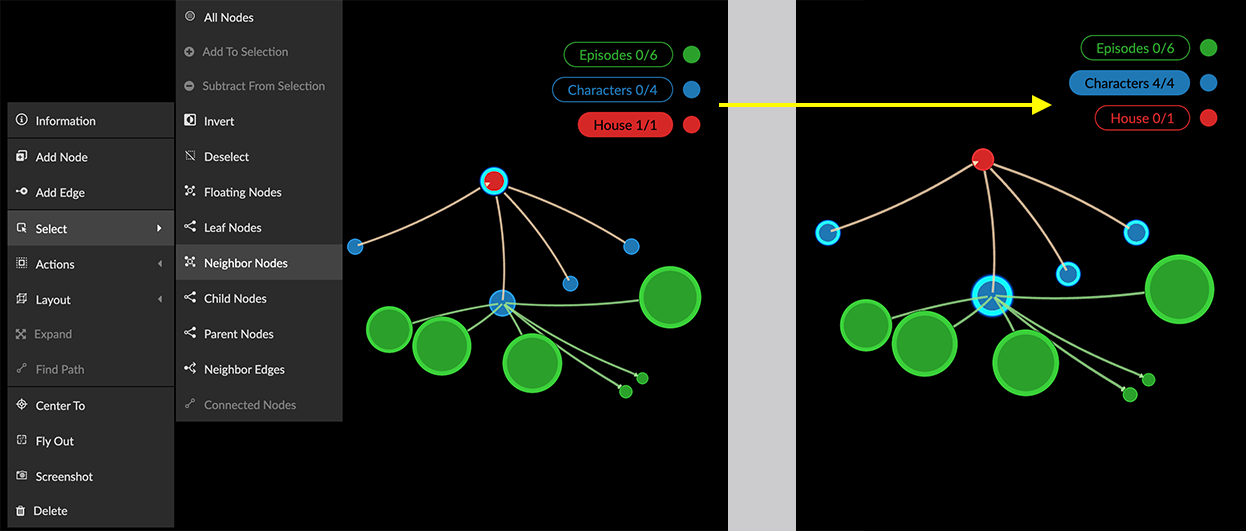 Information
Add Node
Add Edge
Select
Actions
Layout
Expand
Find Path
Center To
Fly Out
Screenshot
Delete
All Nodes
Add To Selection
Subtract From Selection
Invert
Deselect
Floating Nodes
Leaf Nodes
Neighbor Nodes
Child Nodes
Parent Nodes
Neighbor Edges
Connected Nodes
Episodes 0/6
Characters 0/4
House 1/1
Episodes 0/6
Characters 4/4
House 0/1